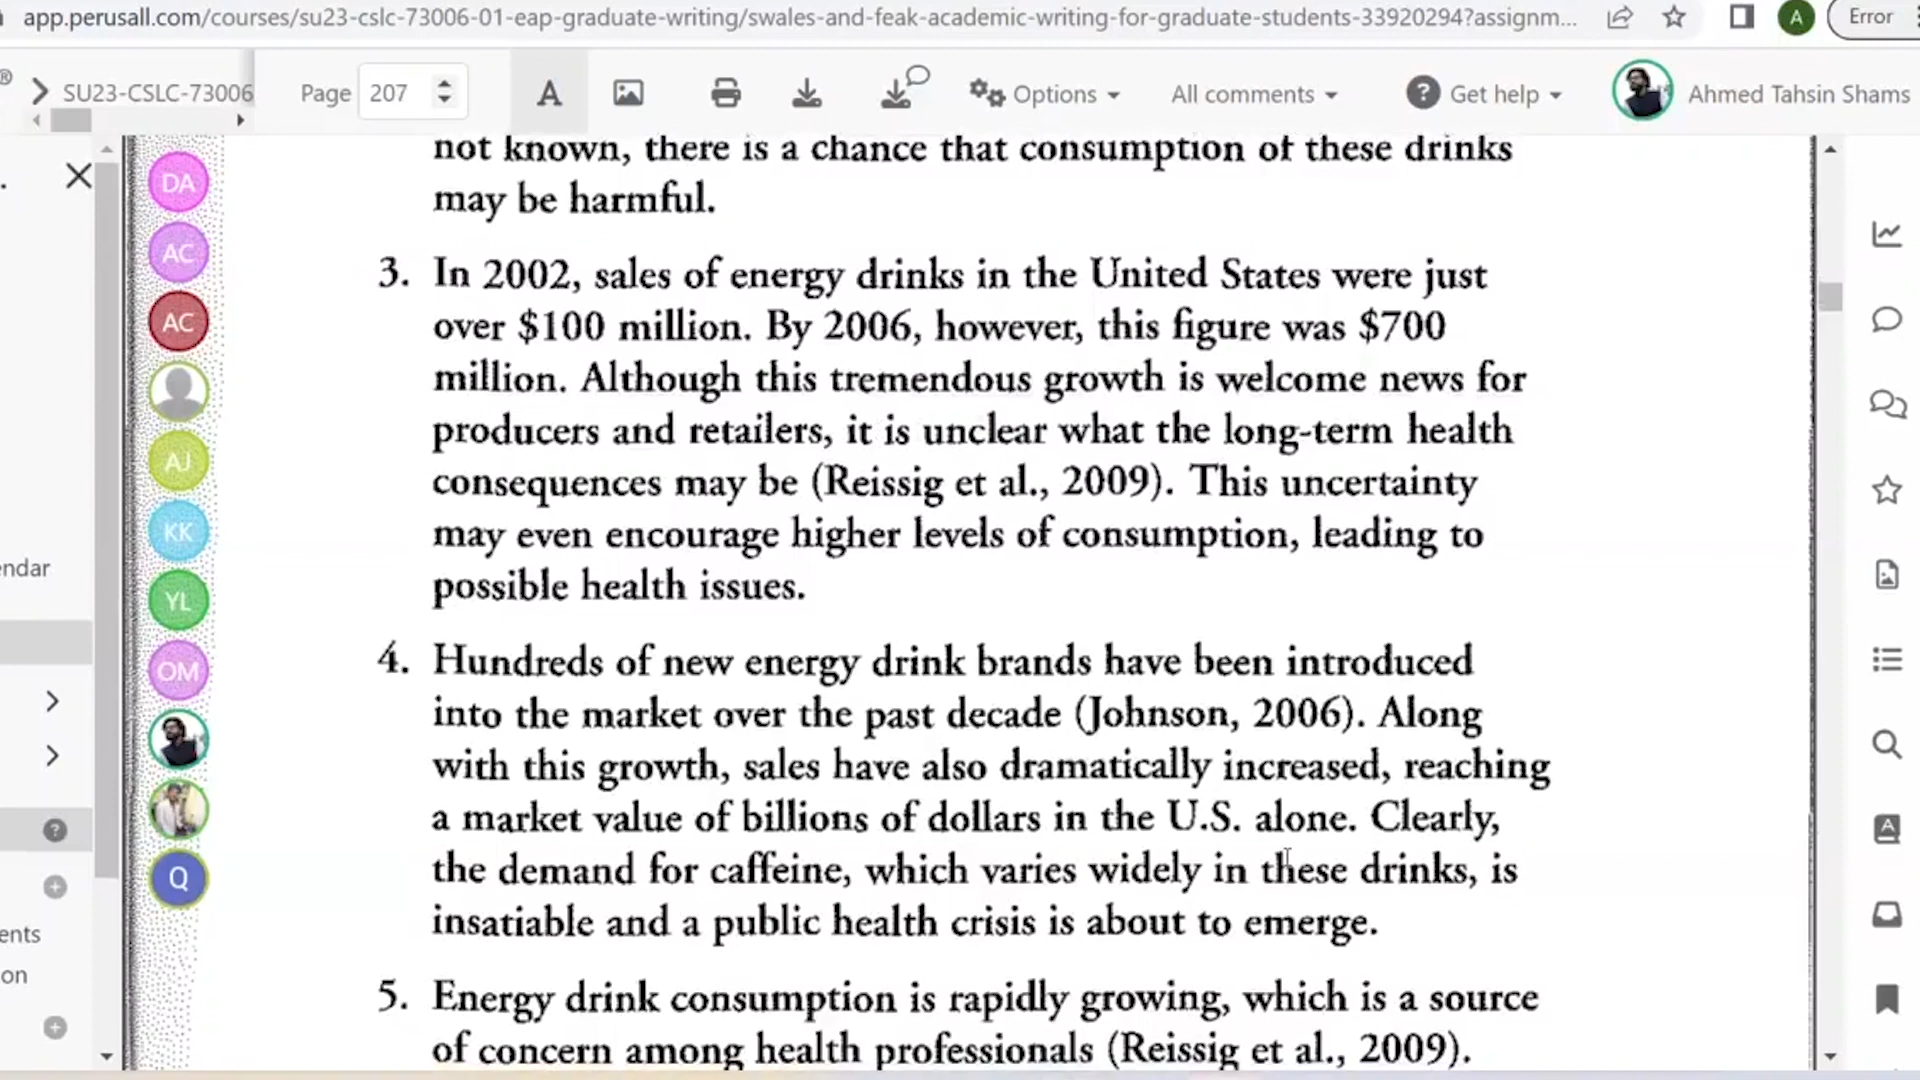 app.perusall.com/courses/su23-cslc-73006-01-eap-graduate-writing/swales-and-feak-academic-writing-for-graduate-students-33920294?assignm...
A
Error
®
SU23-CSLC-73006
Page 207
A
Options
All comments
Get help
Ahmed Tahsin Shams
DA
AC
AC
AJ
KK
YL
OM
Q
endar
ents
on
not known, there is a chance that consumption of these drinks
may be harmful.
3. In 2002, sales of energy drinks in the United States were just
over $100 million. By 2006, however, this figure was $700
million. Although this tremendous growth is welcome news for
producers and retailers, it is unclear what the long-term health
consequences may be (Reissig et al., 2009). This uncertainty
may even encourage higher levels of consumption, leading to
possible health issues.
4. Hundreds of new energy drink brands have been introduced
into the market over the past decade (Johnson, 2006). Along
with this growth, sales have also dramatically increased, reaching
a market value of billions of dollars in the U.S. alone. Clearly,
the demand for caffeine, which varies widely in these drinks, is
insatiable and a public health crisis is about to emerge.
5. Energy drink consumption is rapidly growing, which is a source
of concern among health professionals (Reissig et al., 2009).